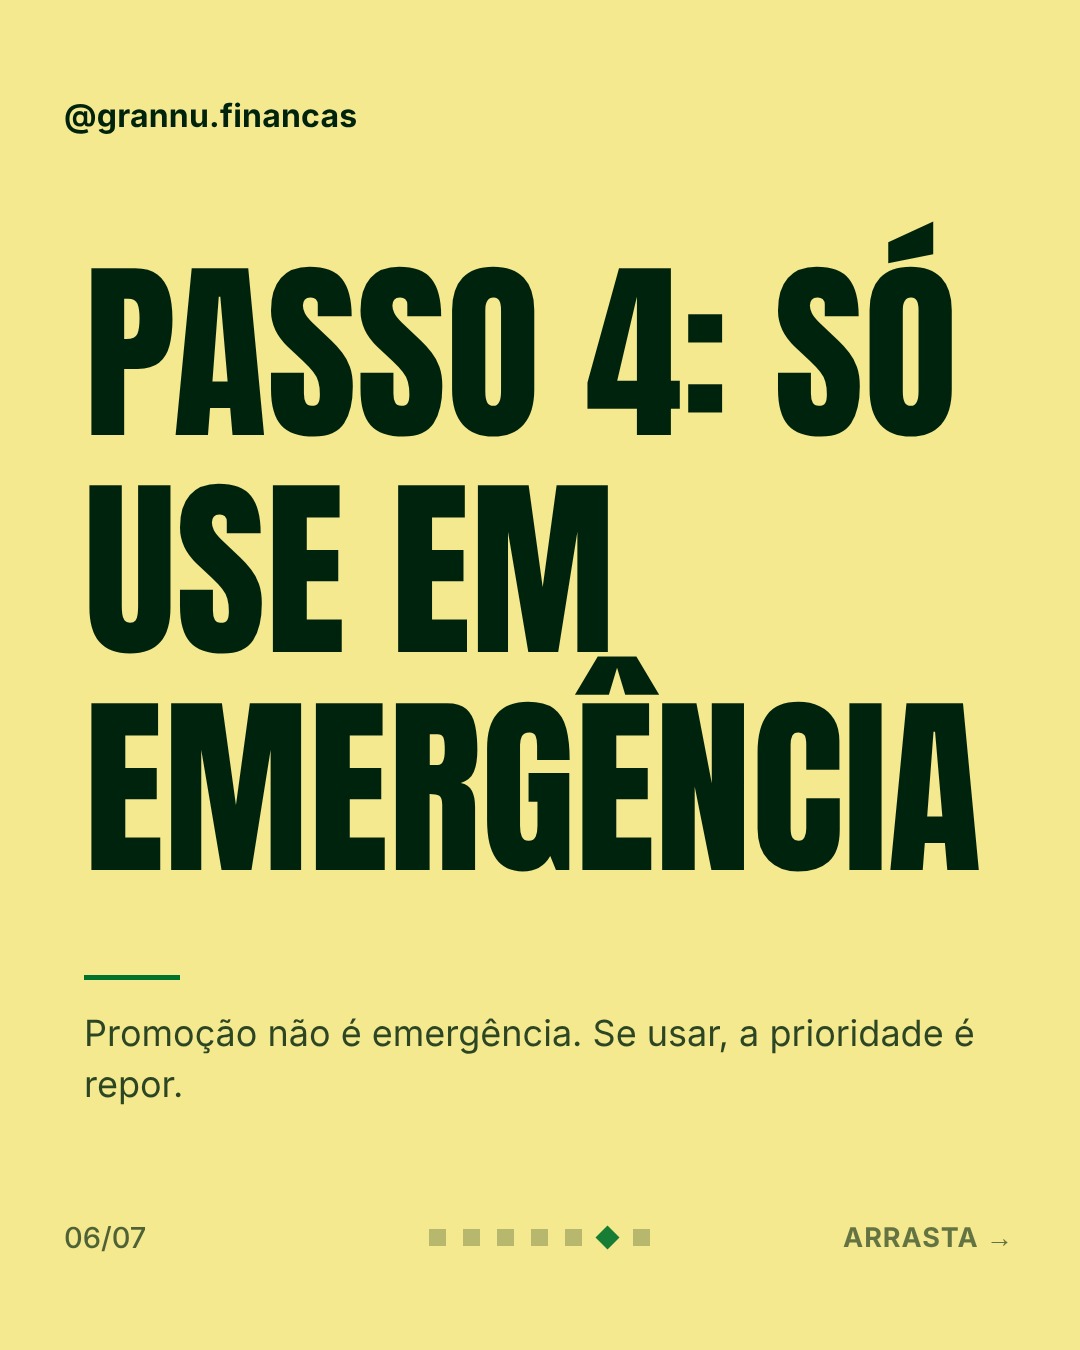 @grannu.financas
PASSO 4: SÓ
USE EM
EMERGÊNCIA
Promoção não é emergência. Se usar, a prioridade é
repor.
06/07
ARRASTA →